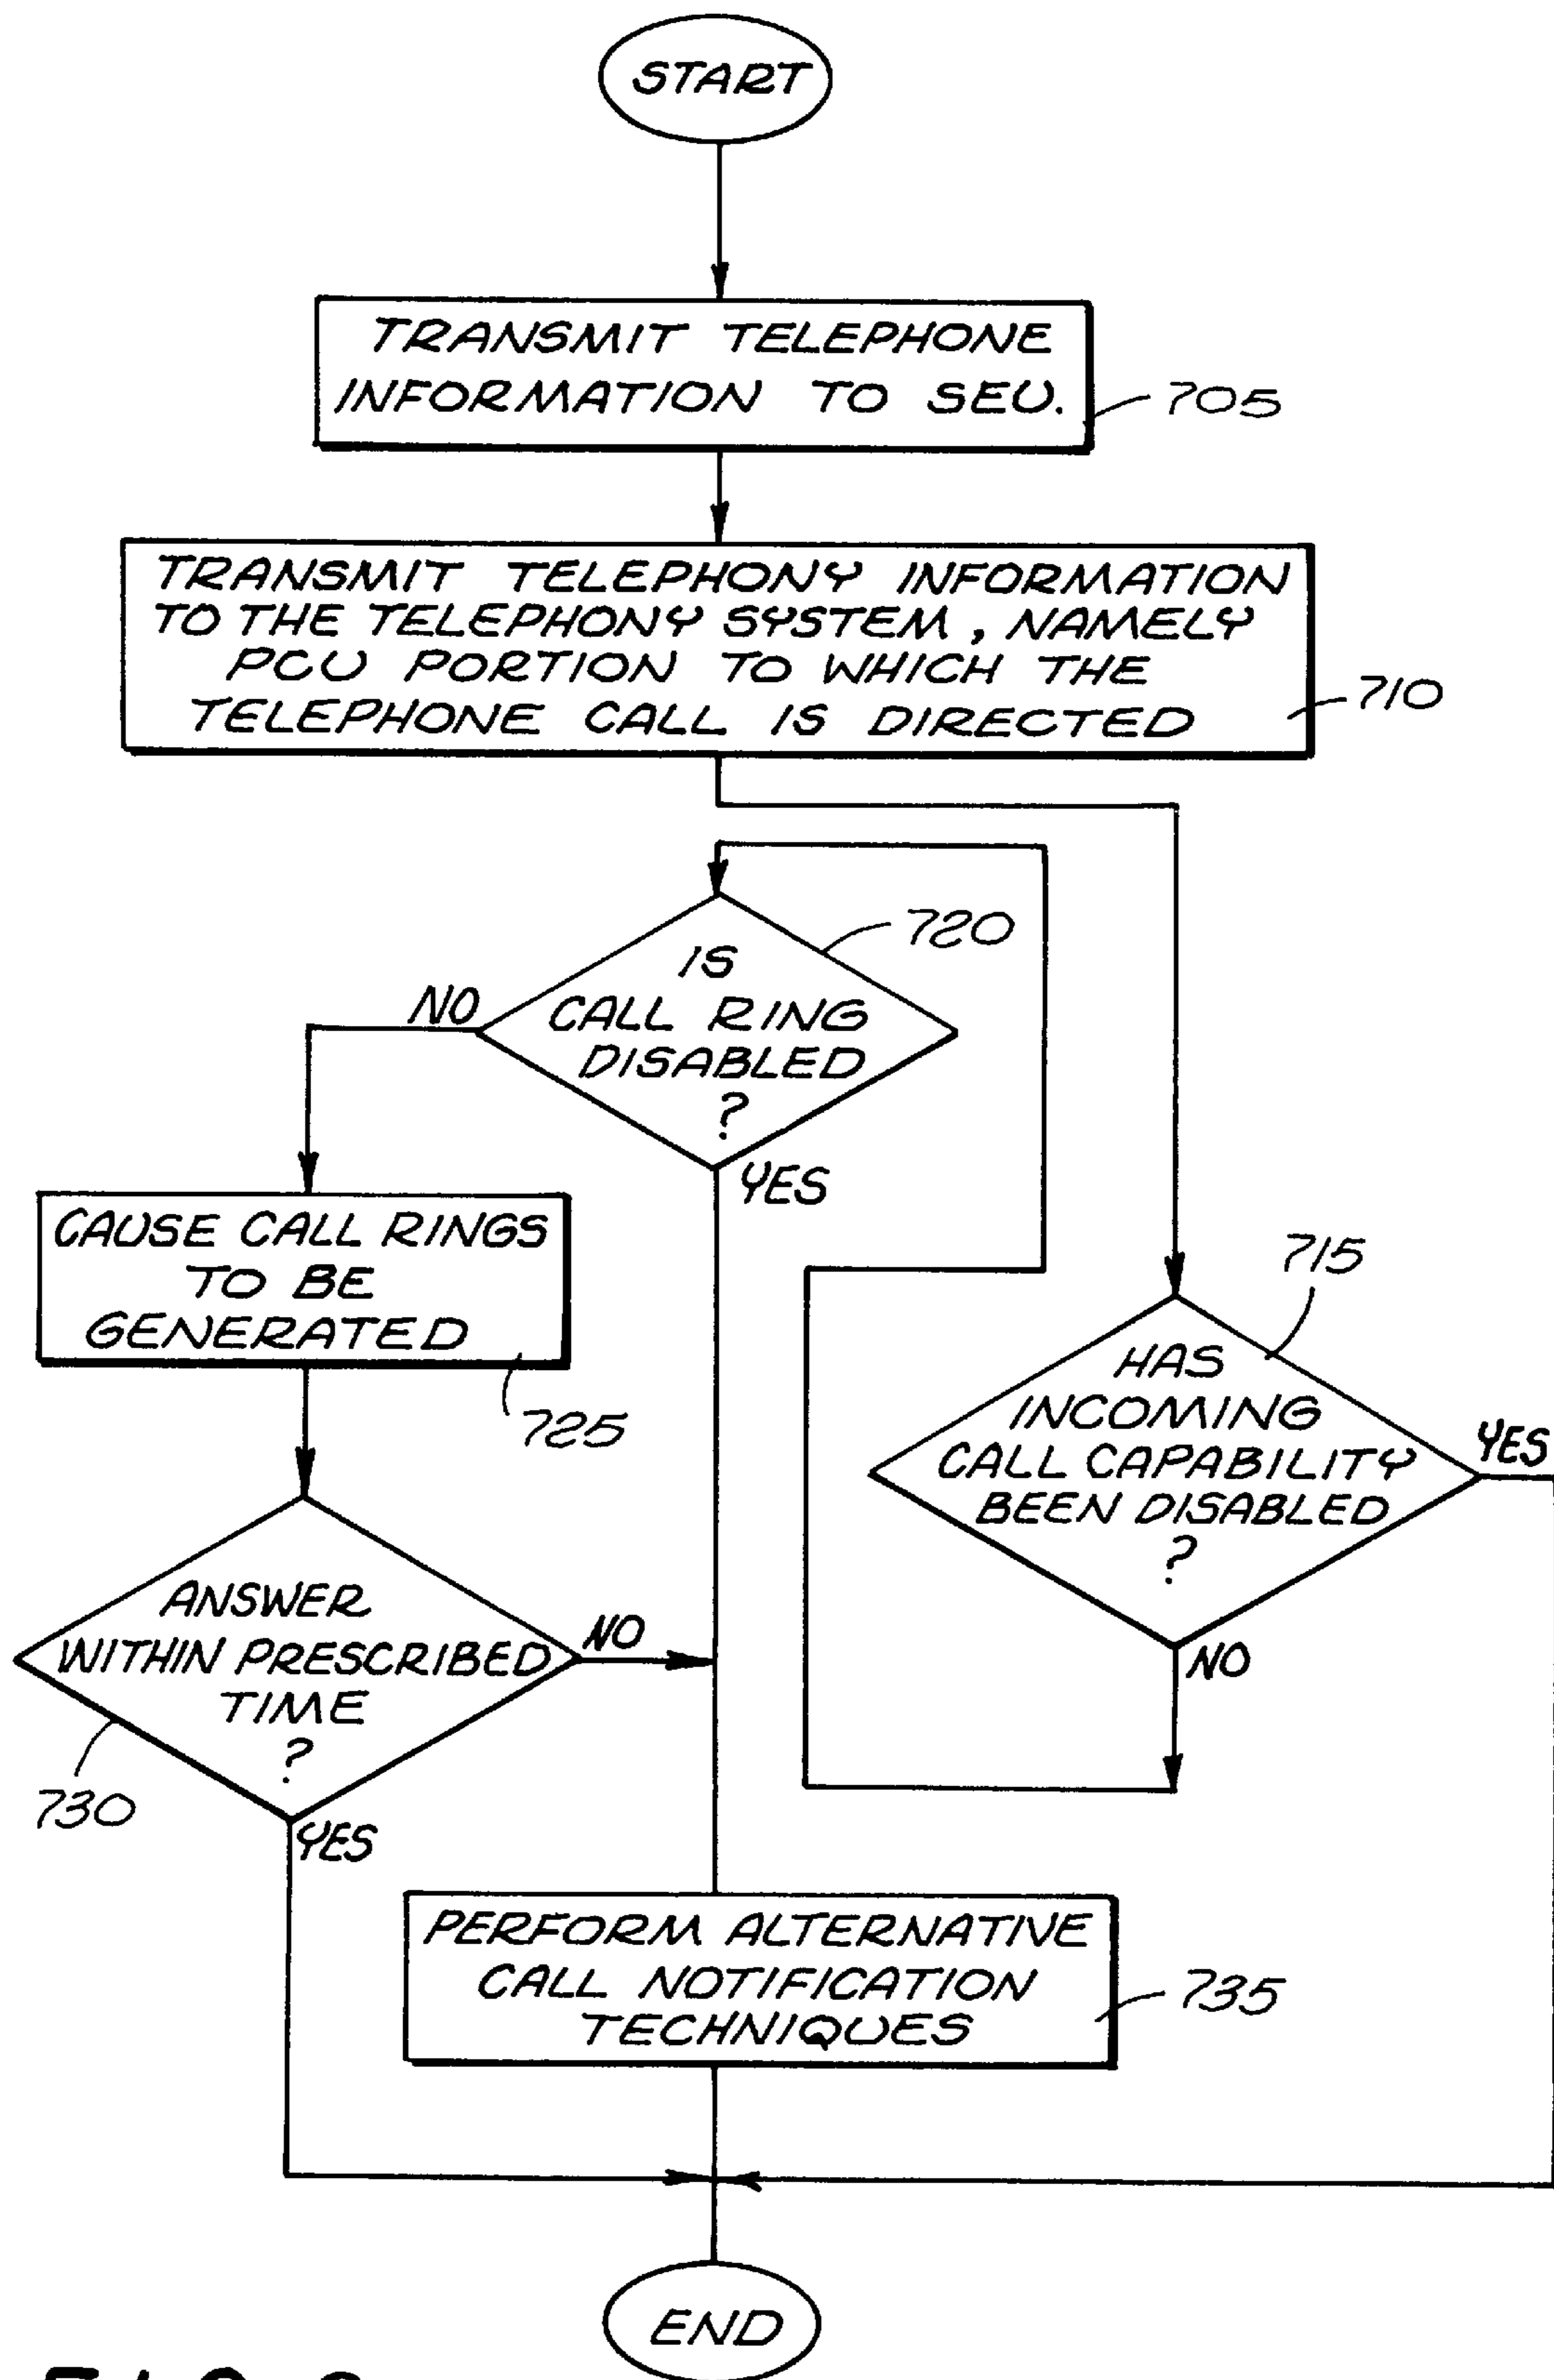 START
TRANSMIT TELEPHONE
INFORMATION TO SEU.
705
TRANSMIT TELEPHONY INFORMATION
TO THE TELEPHONY SYSTEM, NAMELY
PCU PORTION TO WHICH THE
TELEPHONE CALL IS DIRECTED
710
720
IS
CALL RING
DISABLED
?
NO
YES
CAUSE CALL RINGS
TO BE
GENERATED
725
715
HAS
INCOMING
CALL CAPABILITY
BEEN DISABLED
?
YES
NO
ANSWER
WITHIN PRESCRIBED
TIME
?
NO
730
YES
PERFORM ALTERNATIVE
CALL NOTIFICATION
TECHNIQUES
735
END